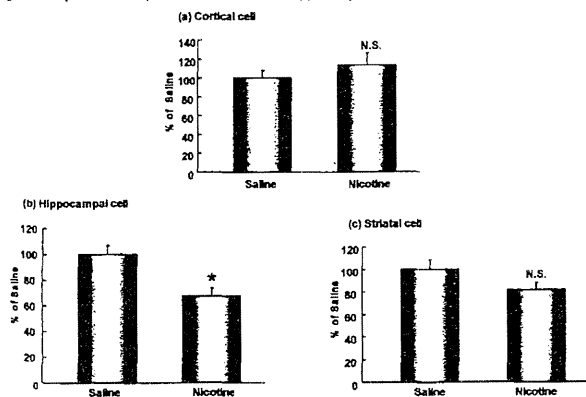 (a) Cortical cell
N.S.
% of Saline
140
120
100
80
60
40
20
0
Saline Nicotine
(b) Hippocampal cell
*
% of Saline
120
100
80
60
40
20
0
Saline Nicotine
(c) Striatal cell
N.S.
% of Saline
120
100
80
60
40
20
0
Saline Nicotine